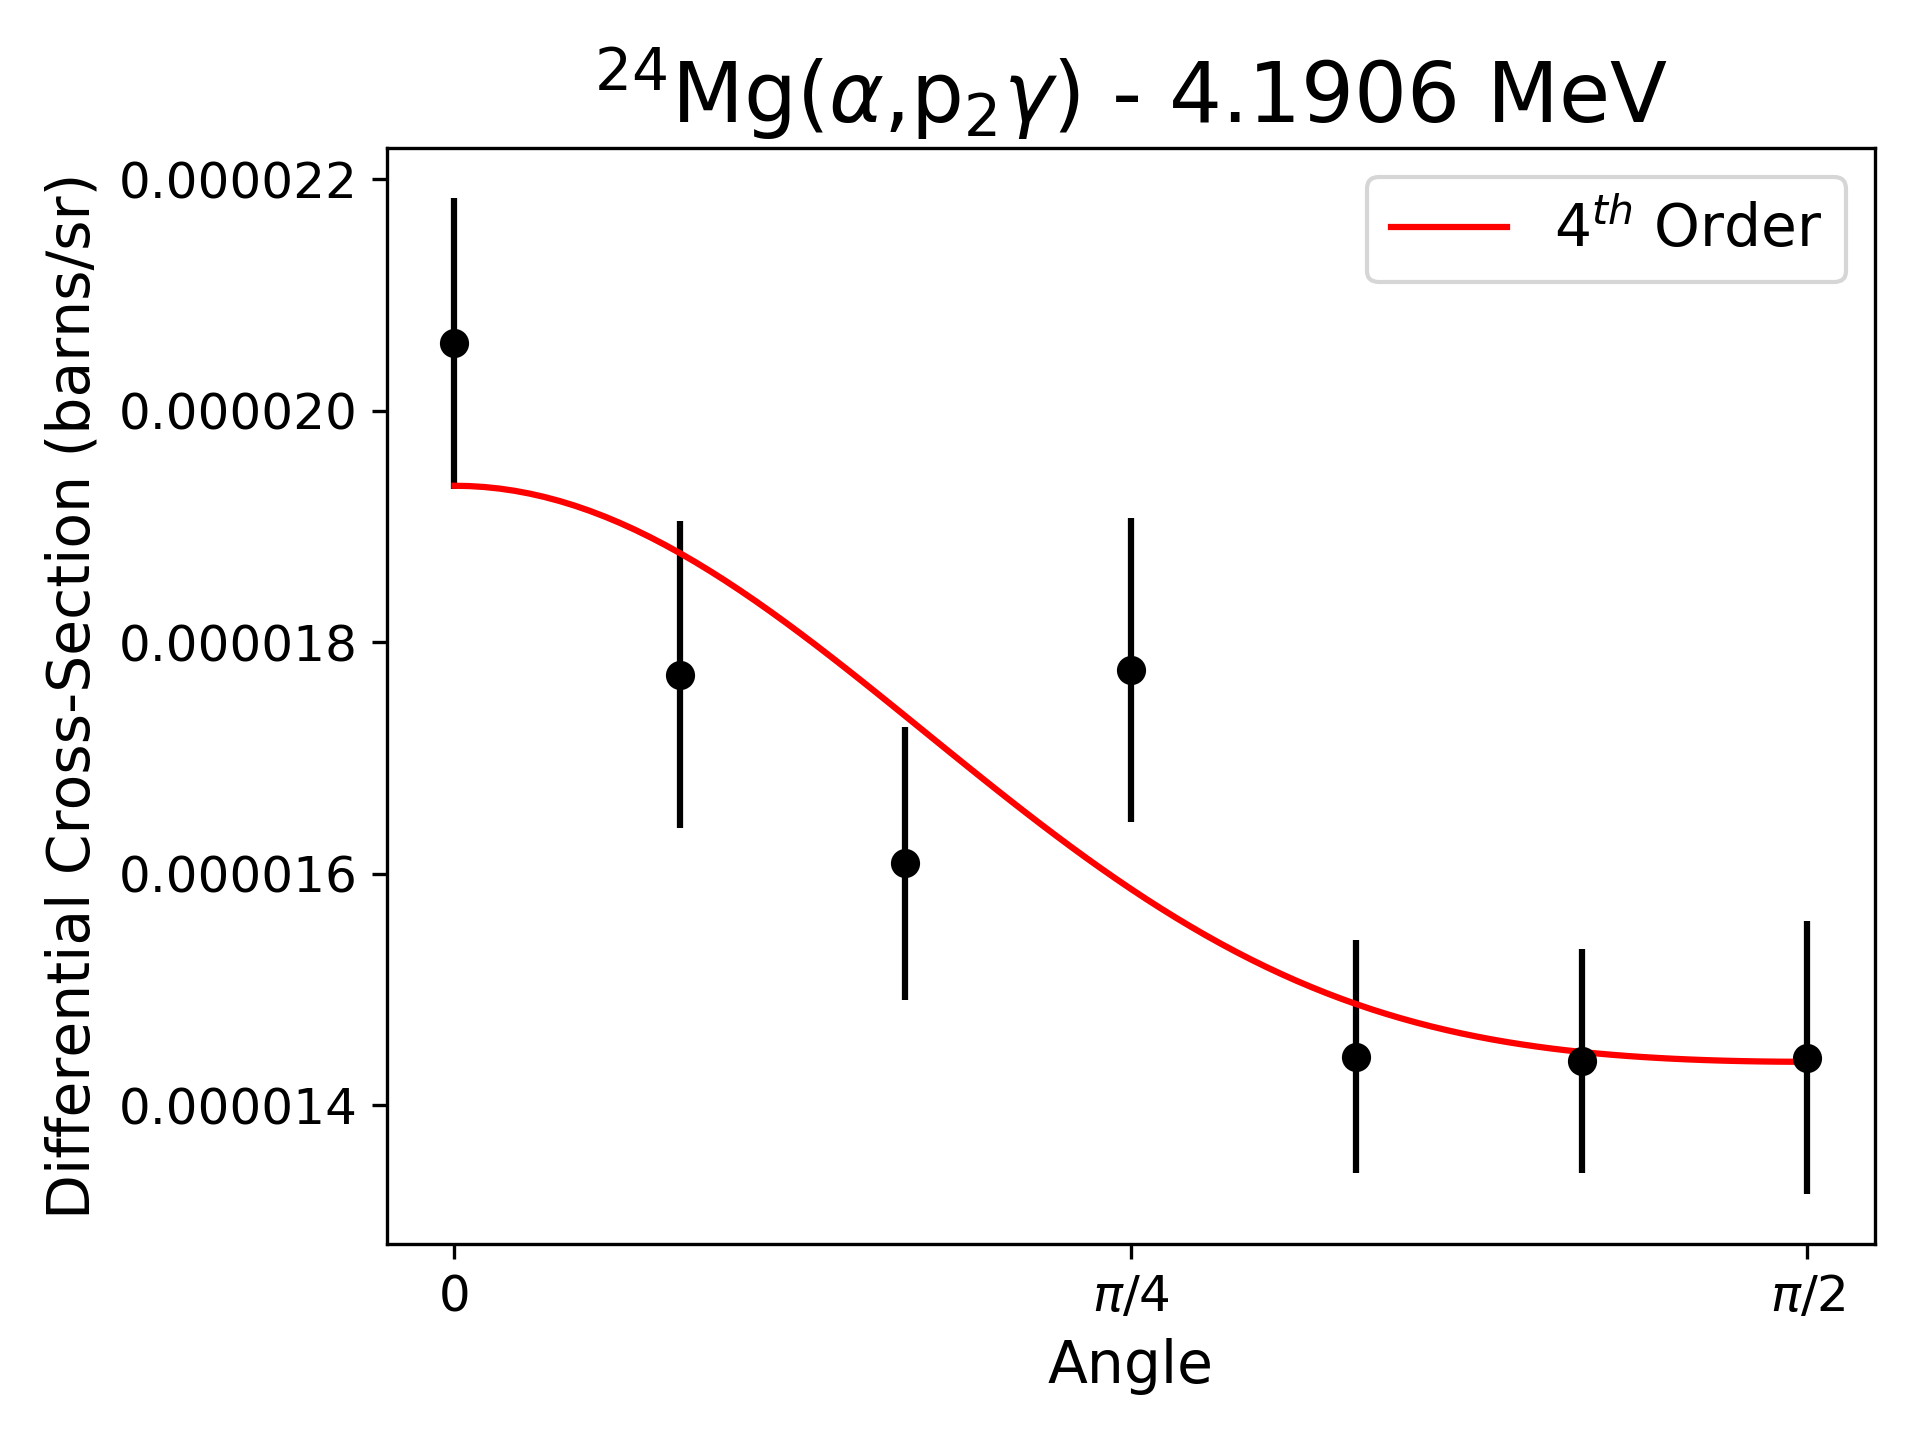 ²⁴Mg(α,p₂γ) - 4.1906 MeV
4ᵗʰ Order
Differential Cross-Section (barns/sr)
0.000022
0.000020
0.000018
0.000016
0.000014
0
π/4
π/2
Angle